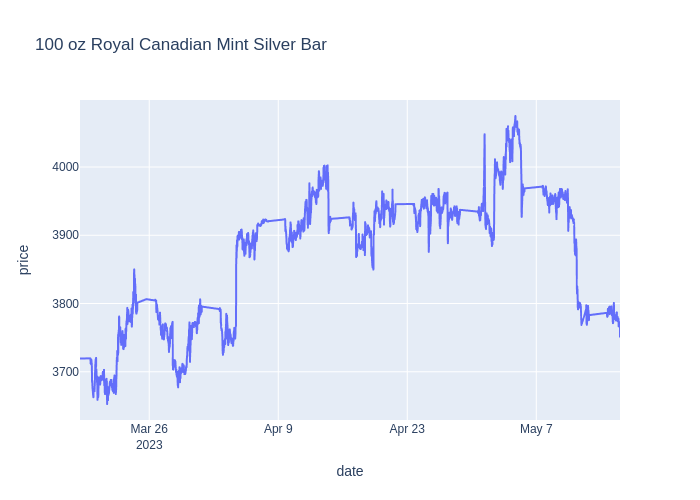 100 oz Royal Canadian Mint Silver Bar
price
4000
3900
3800
3700
Mar 26
2023
Apr 9
Apr 23
May 7
date